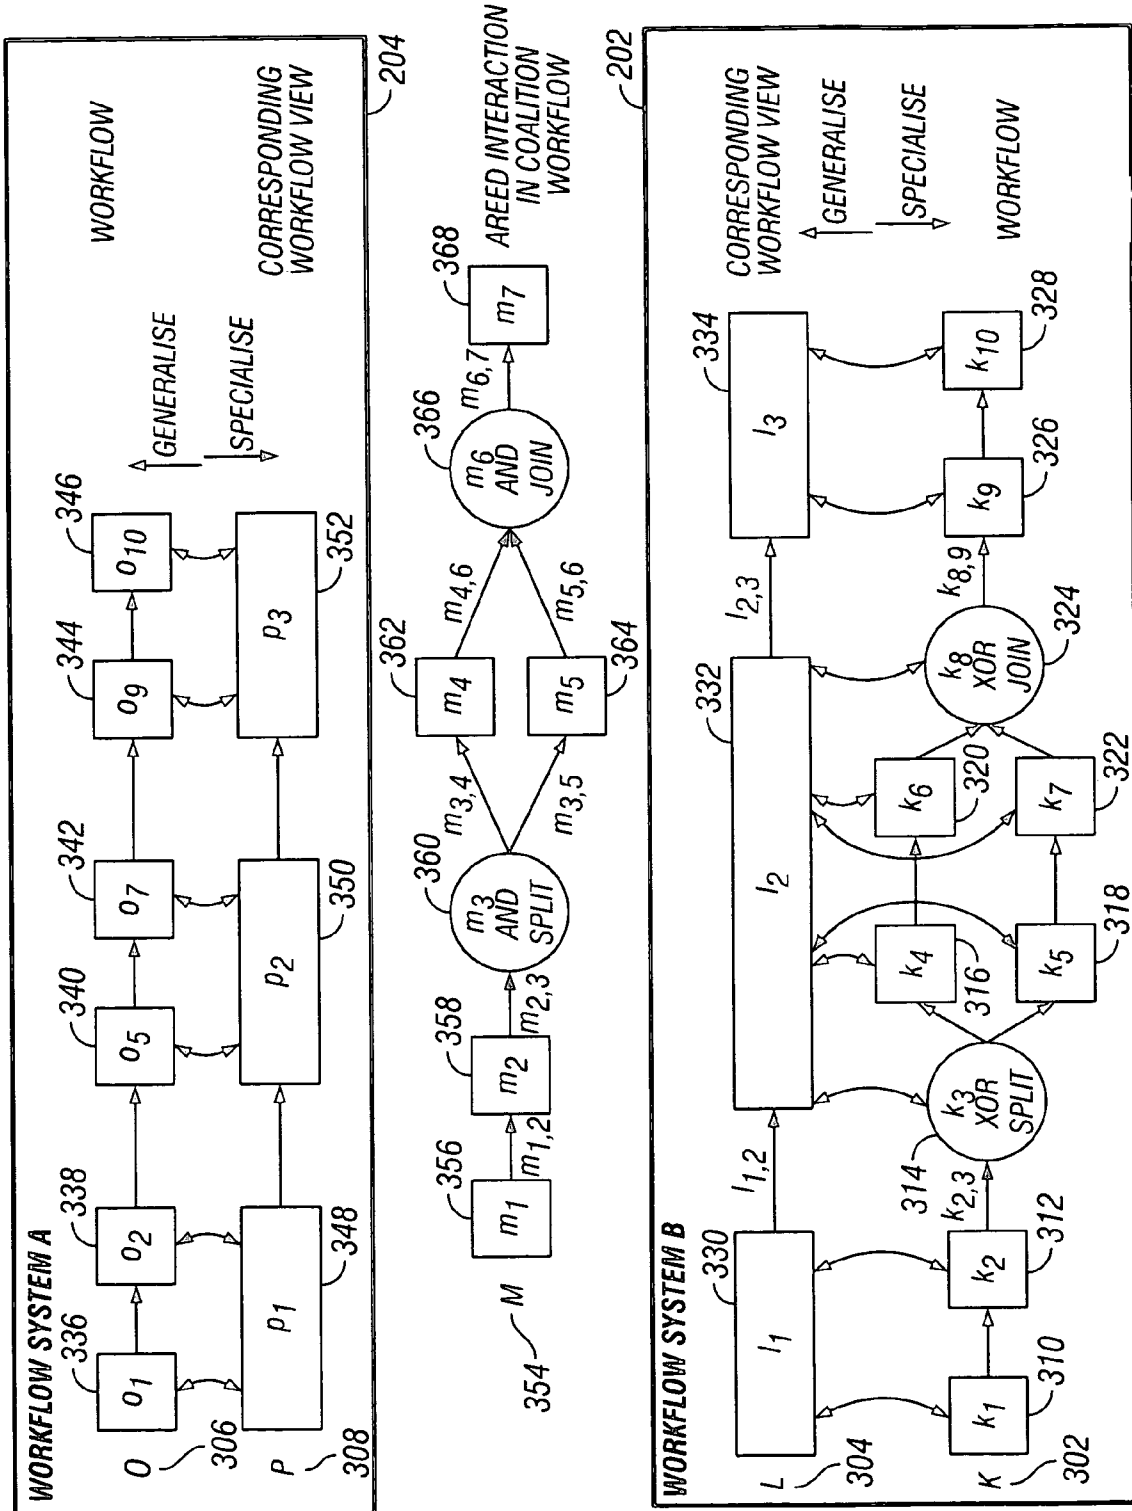 WORKFLOW SYSTEM A
204
336
338
340
342
344
346
o1
o2
o5
o7
o9
o10
WORKFLOW
O
306
GENERALISE
SPECIALISE
P
308
p1
348
p2
350
p3
352
CORRESPONDING
WORKFLOW VIEW
M
354
356
m1
m1,2
358
m2
m2,3
360
m3
AND
SPLIT
m3,4
m3,5
362
m4
m5
364
m4,6
m5,6
366
m6
AND
JOIN
m6,7
368
m7
AREED INTERACTION
IN COALITION
WORKFLOW
202
WORKFLOW SYSTEM B
L
304
330
l1
l1,2
332
l2
l2,3
334
l3
CORRESPONDING
WORKFLOW VIEW
GENERALISE
SPECIALISE
K
302
k1
310
k2
312
k2,3
314
k3
XOR
SPLIT
k4
316
k5
318
k6
320
k7
322
k8
XOR
JOIN
324
k8,9
k9
326
k10
328
WORKFLOW